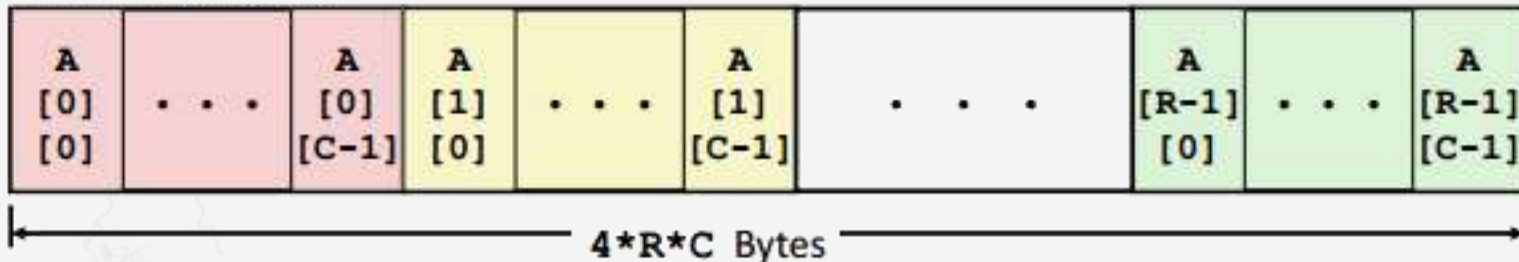 A A A A A A
[0] . . . [0] [1] . . . [1] . . . [R-1] . . . [R-1]
[0] [C-1] [0] [C-1] [0] [C-1]
4*R*C Bytes